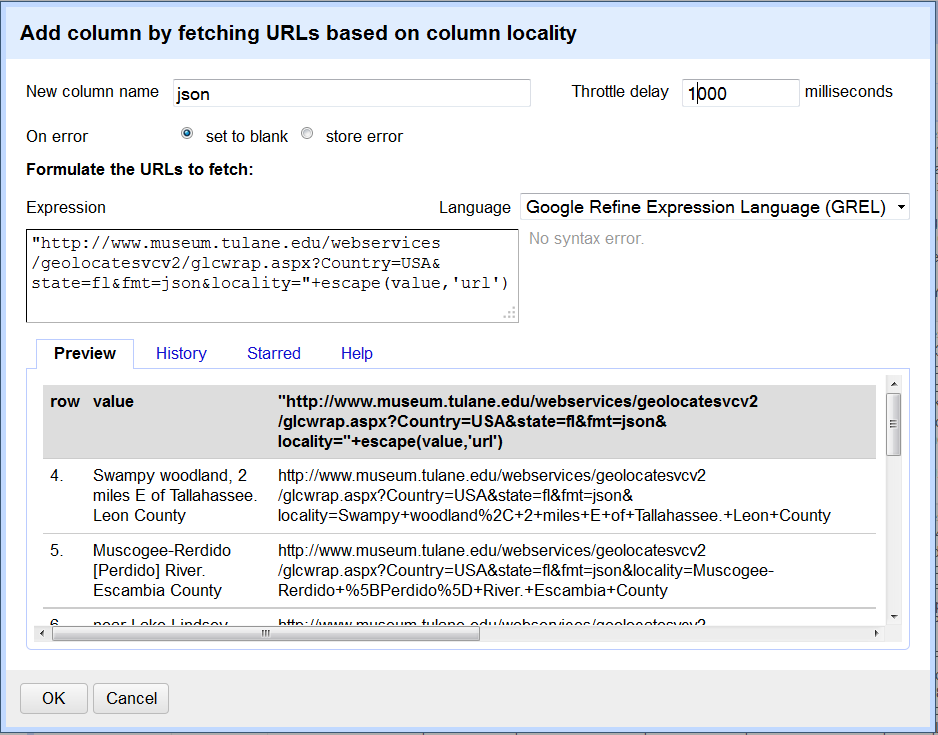 Add column by fetching URLs based on column locality
New column name json Throttle delay 1000 milliseconds
On error set to blank store error
Formulate the URLs to fetch:
Expression Language Google Refine Expression Language (GREL)
"http://www.museum.tulane.edu/webservices
/geolocatesvcv2/glcwrap.aspx?Country=USA&
state=fl&fmt=json&locality="+escape(value,'url')
No syntax error.
Preview History Starred Help
row value "http://www.museum.tulane.edu/webservices/geolocatesvcv2
/glcwrap.aspx?Country=USA&state=fl&fmt=json&
locality="+escape(value,'url')
4. Swampy woodland, 2 http://www.museum.tulane.edu/webservices/geolocatesvcv2
miles E of Tallahassee. /glcwrap.aspx?Country=USA&state=fl&fmt=json&
Leon County locality=Swampy+woodland%2C+2+miles+E+of+Tallahassee.+Leon+County
5. Muscogee-Rerdido http://www.museum.tulane.edu/webservices/geolocatesvcv2
[Perdido] River. /glcwrap.aspx?Country=USA&state=fl&fmt=json&locality=Muscogee-
Escambia County Rerdido+%5BPerdido%5D+River.+Escambia+County
6. near Lake Lindsey http://www.museum.tulane.edu/webservices/geolocatesvcv2
OK Cancel